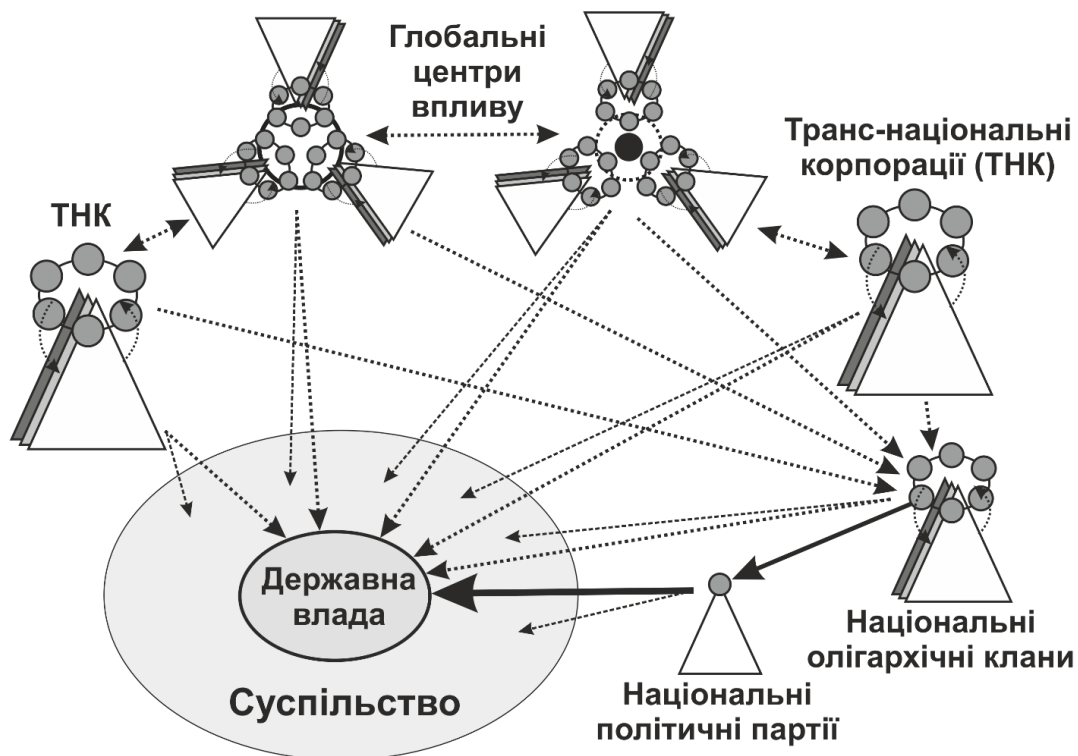 Глобальні
центри
впливу
Транс-національні
корпорації (ТНК)
ТНК
Державна
влада
Суспільство
Національні
політичні партії
Національні
олігархічні клани